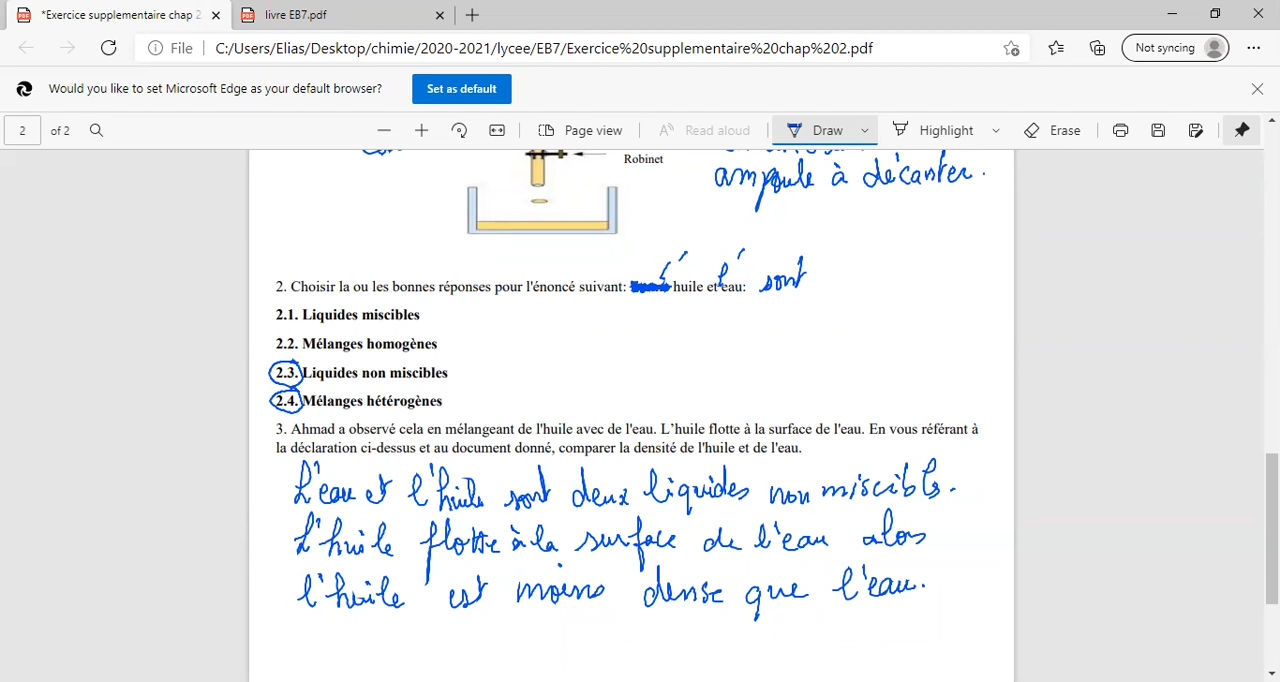 *Exercice supplementaire chap 2
livre EB7.pdf
File C:/Users/Elias/Desktop/chimie/2020-2021/lycee/EB7/Exercice%20supplementaire%20chap%202.pdf Not syncing
Would you like to set Microsoft Edge as your default browser? Set as default
2 of 2 Page view Read aloud Draw Highlight Erase
Robinet
ampoule à décanter.
2. Choisir la ou les bonnes réponses pour l'énoncé suivant: l' huile et l' eau: sont
2.1. Liquides miscibles
2.2. Mélanges homogènes
2.3. Liquides non miscibles
2.4. Mélanges hétérogènes
3. Ahmad a observé cela en mélangeant de l'huile avec de l'eau. L'huile flotte à la surface de l'eau. En vous référant à
la déclaration ci-dessus et au document donné, comparer la densité de l'huile et de l'eau.
L'eau et l'huile sont deux liquides non miscibles.
L'huile flotte à la surface de l'eau alors
l'huile est moins dense que l'eau.